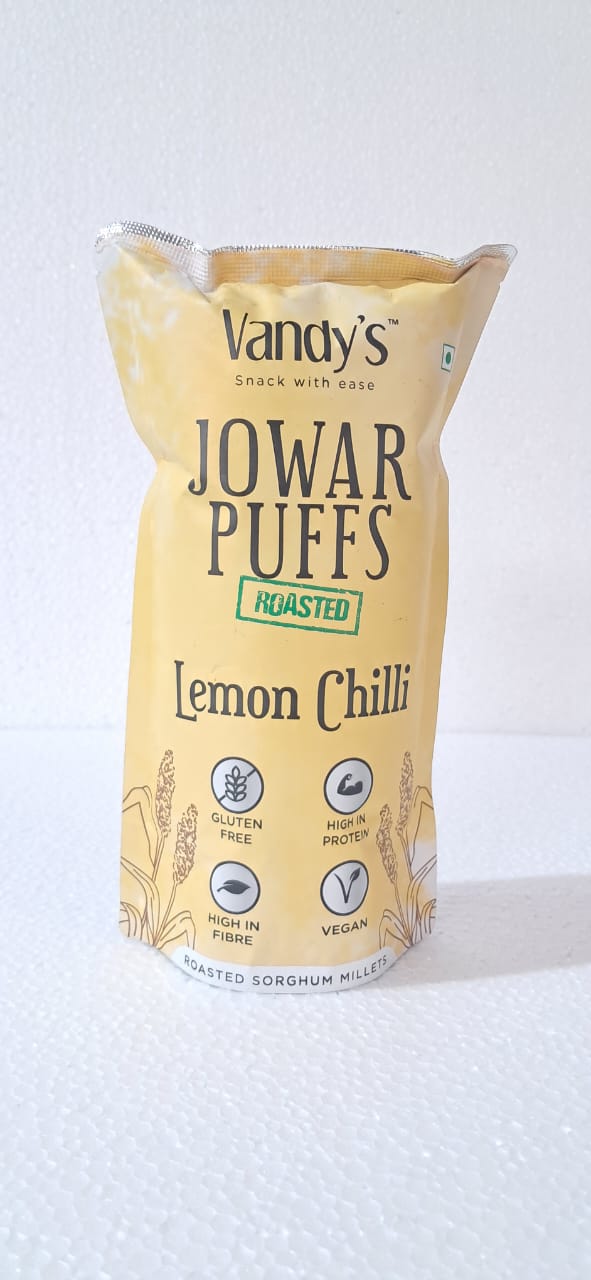 Vandy's™
Snack with ease
JOWAR
PUFFS
ROASTED
Lemon Chilli
GLUTEN
FREE
HIGH IN
PROTEIN
HIGH IN
FIBRE
VEGAN
ROASTED SORGHUM MILLETS